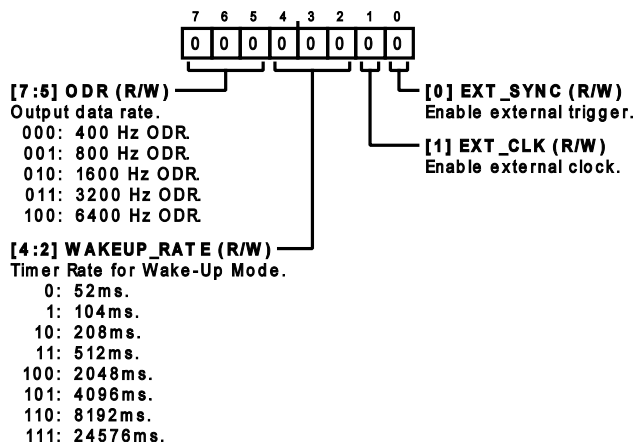 7 6 5 4 3 2 1 0
0 0 0 0 0 0 0 0
[7:5] ODR (R/W)
Output data rate.
000: 400 Hz ODR.
001: 800 Hz ODR.
010: 1600 Hz ODR.
011: 3200 Hz ODR.
100: 6400 Hz ODR.
[4:2] WAKEUP_RATE (R/W)
Timer Rate for Wake-Up Mode.
0: 52ms.
1: 104ms.
10: 208ms.
11: 512ms.
100: 2048ms.
101: 4096ms.
110: 8192ms.
111: 24576ms.
[0] EXT_SYNC (R/W)
Enable external trigger.
[1] EXT_CLK (R/W)
Enable external clock.